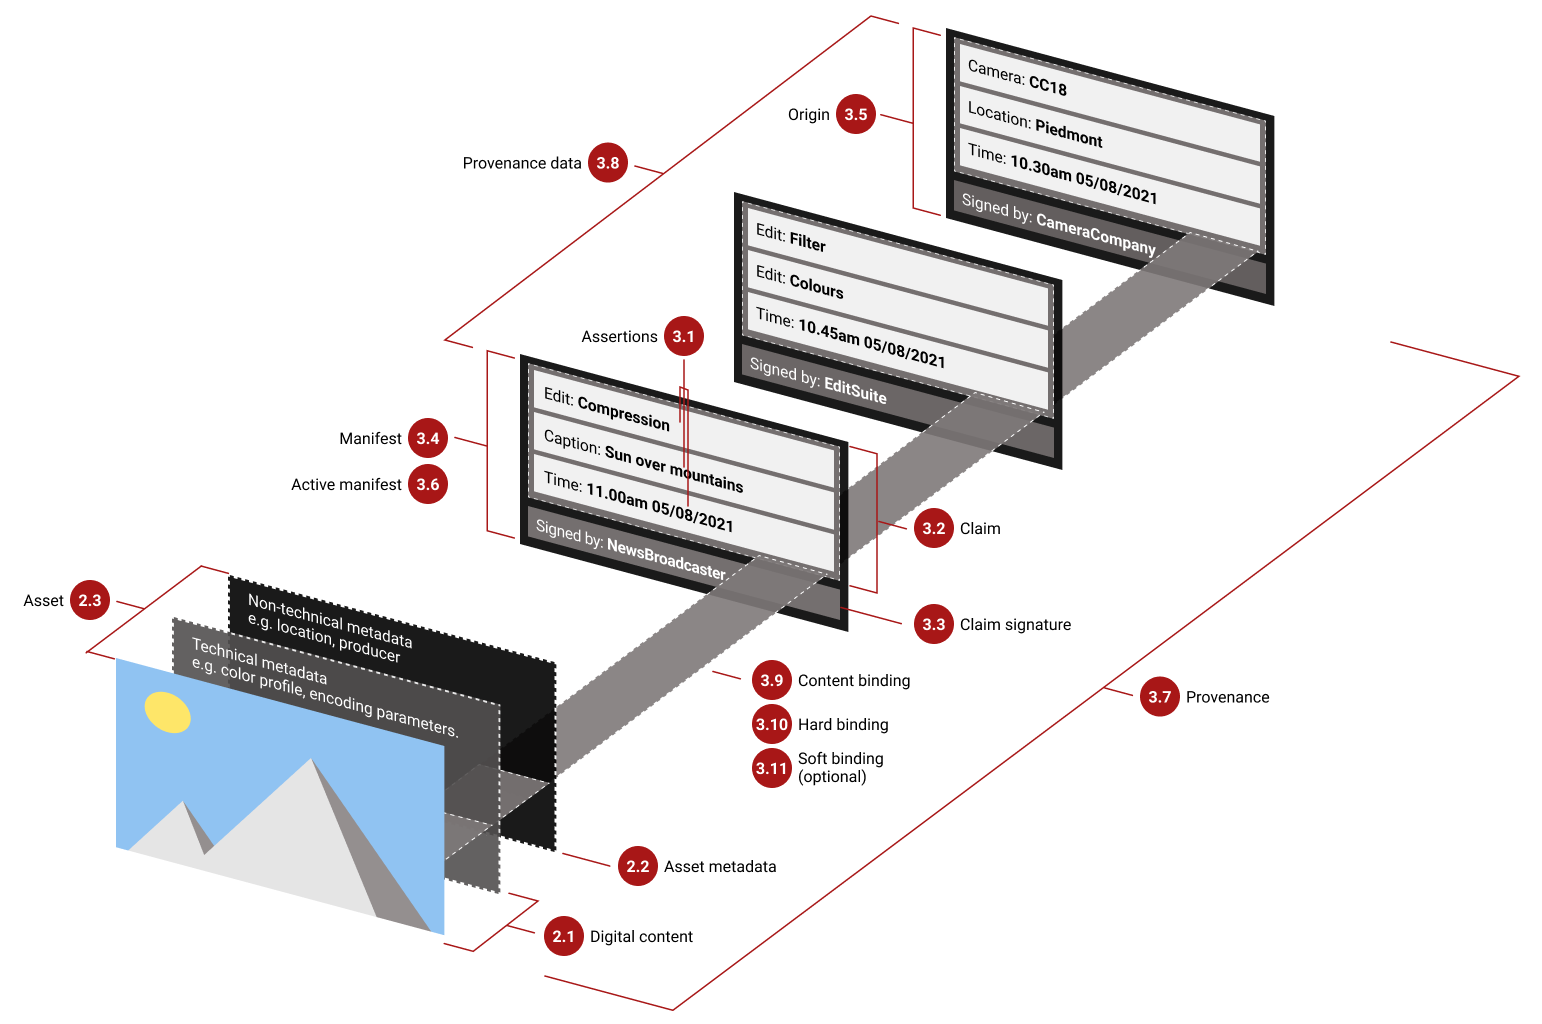 Camera: CC18
Location: Piedmont
Time: 10.30am 05/08/2021
Signed by: CameraCompany
Origin 3.5
Provenance data 3.8
Edit: Filter
Edit: Colours
Time: 10.45am 05/08/2021
Signed by: EditSuite
Assertions 3.1
Edit: Compression
Caption: Sun over mountains
Time: 11.00am 05/08/2021
Signed by: NewsBroadcaster
Manifest 3.4
Active manifest 3.6
3.2 Claim
3.3 Claim signature
Asset 2.3
Non-technical metadata
e.g. location, producer
Technical metadata
e.g. color profile, encoding parameters.
3.9 Content binding
3.10 Hard binding
3.11 Soft binding
(optional)
3.7 Provenance
2.2 Asset metadata
2.1 Digital content